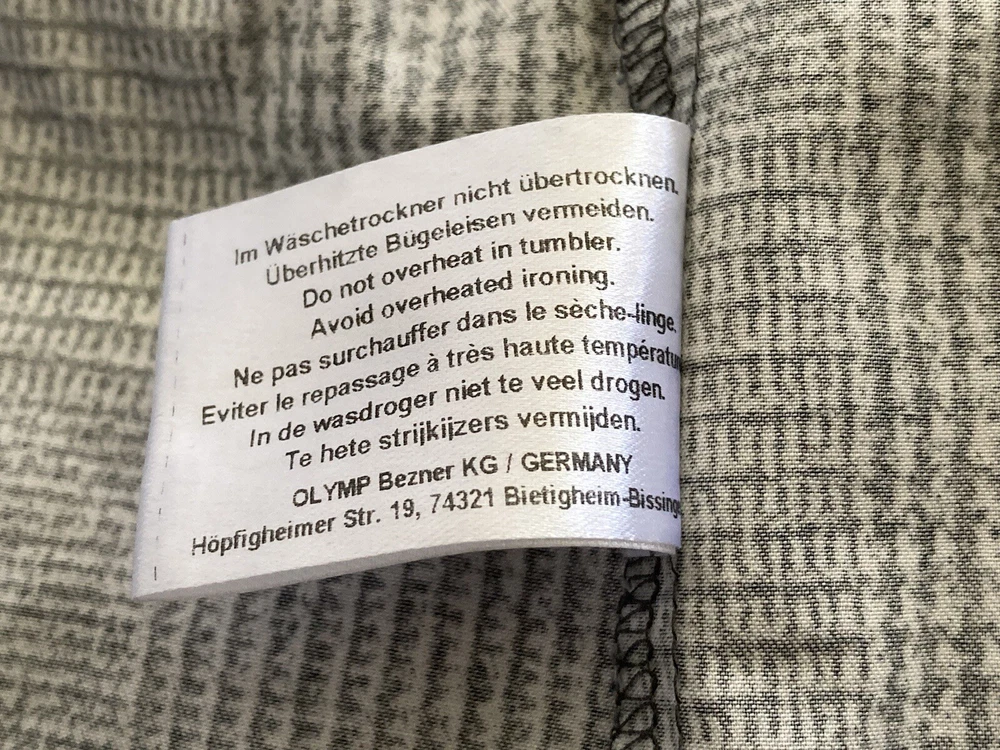 Im Wäschetrockner nicht übertrocknen.
Überhitzte Bügeleisen vermeiden.
Do not overheat in tumbler.
Avoid overheated ironing.
Ne pas surchauffer dans le sèche-linge.
Eviter le repassage à très haute températu
In de wasdroger niet te veel drogen.
Te hete strijkijzers vermijden.
OLYMP Bezner KG / GERMANY
Höpfigheimer Str. 19, 74321 Bietigheim-Bissing